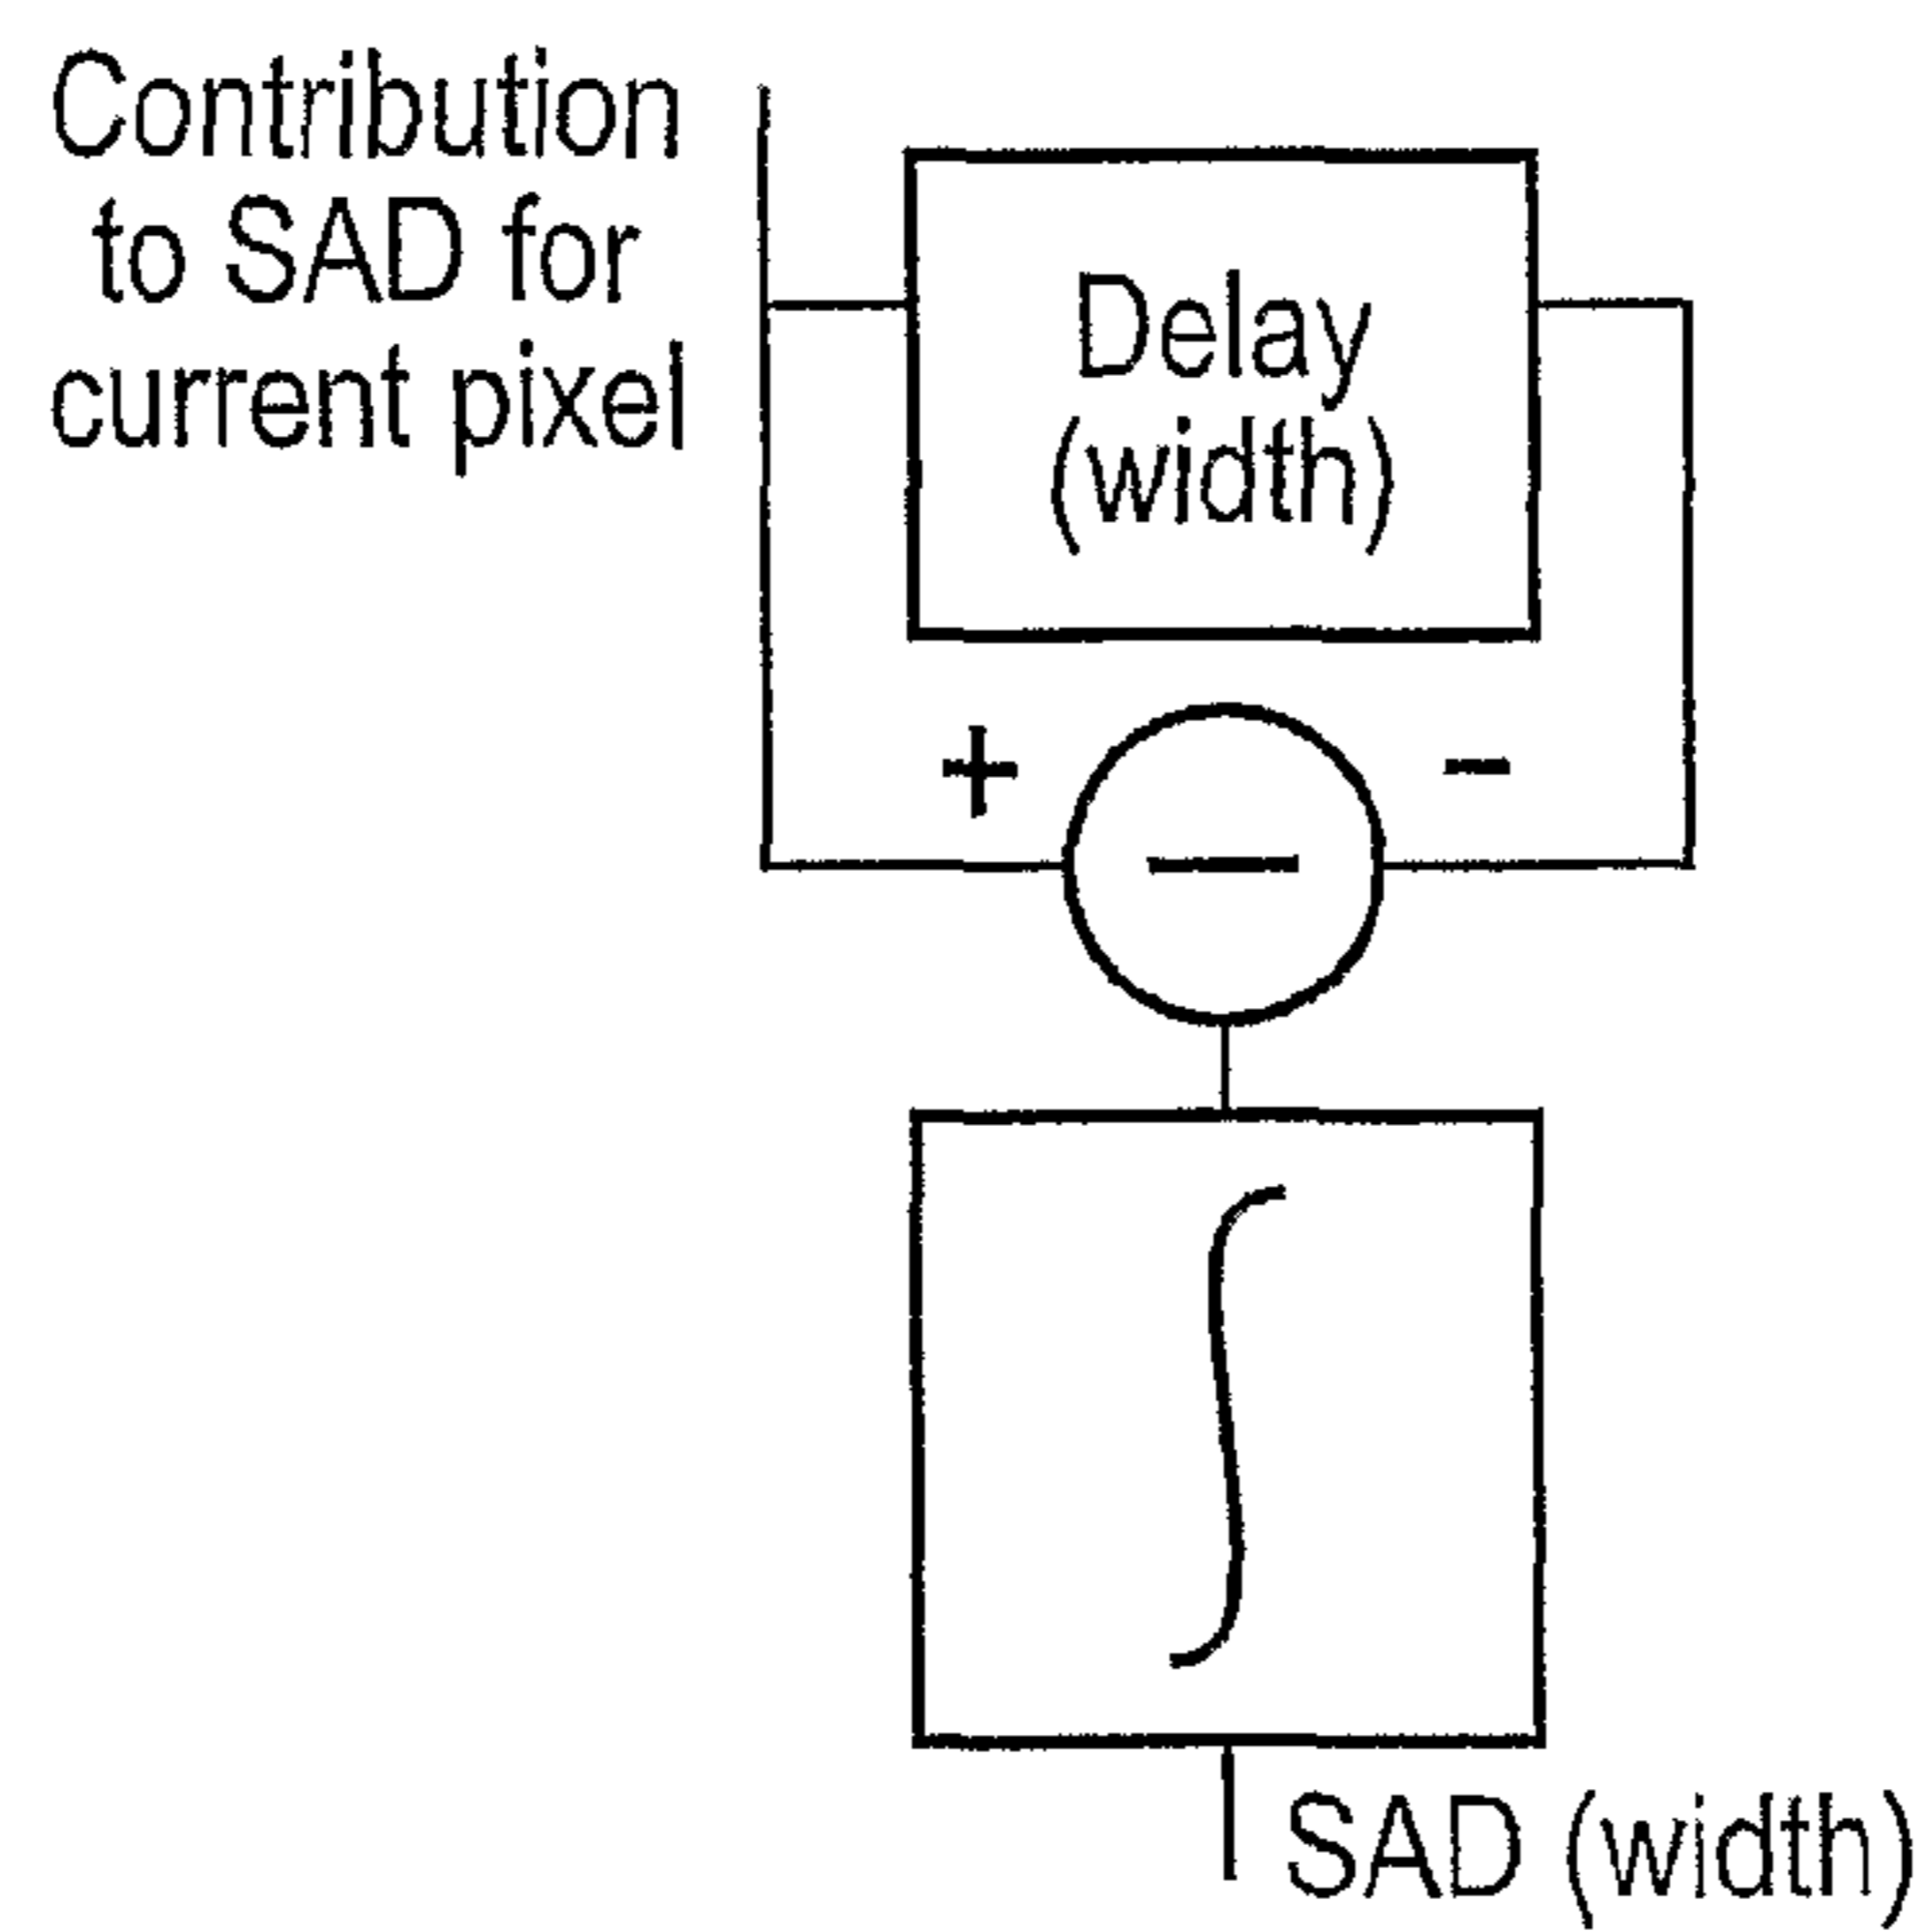 Contribution
to SAD for
current pixel
Delay
(width)
+
-
−
∫
SAD (width)